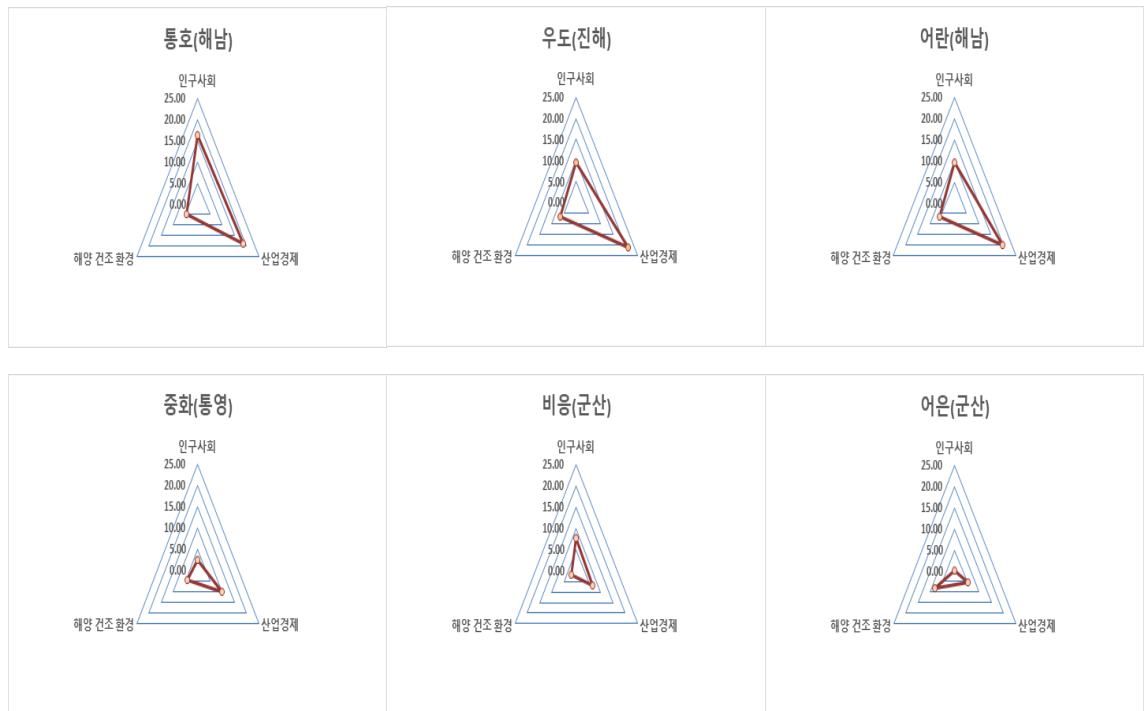 통호(해남)
인구사회
25.00
20.00
15.00
10.00
5.00
0.00
해양 건조 환경
산업경제
우도(진해)
인구사회
25.00
20.00
15.00
10.00
5.00
0.00
해양 건조 환경
산업경제
어란(해남)
인구사회
25.00
20.00
15.00
10.00
5.00
0.00
해양 건조 환경
산업경제
중화(통영)
인구사회
25.00
20.00
15.00
10.00
5.00
0.00
해양 건조 환경
산업경제
비응(군산)
인구사회
25.00
20.00
15.00
10.00
5.00
0.00
해양 건조 환경
산업경제
어은(군산)
인구사회
25.00
20.00
15.00
10.00
5.00
0.00
해양 건조 환경
산업경제